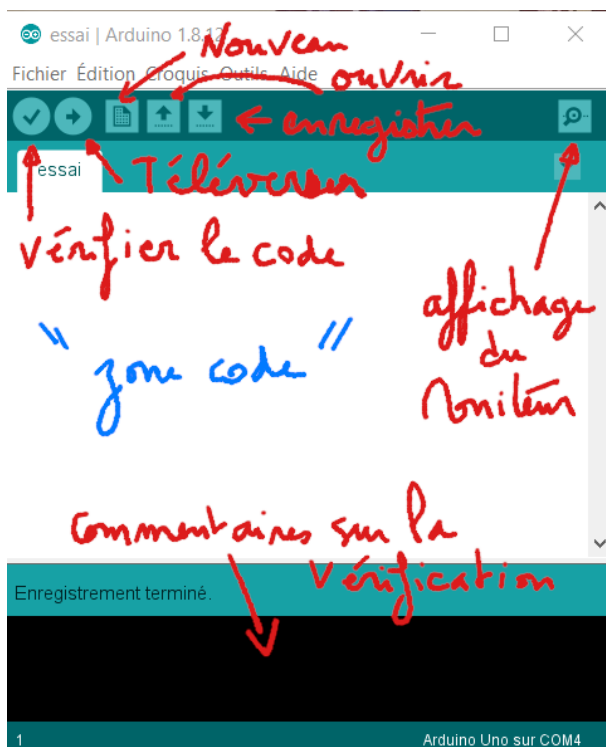 essai | Arduino 1.8.12
Nouveau
Fichier Édition Croquis Outils Aide
ouvrir
← enregistrer
essai
Téléverser
Vérifier le code
affichage
du
Moniteur
" zone code "
Commentaires sur la
Vérification
Enregistrement terminé.
1
Arduino Uno sur COM4